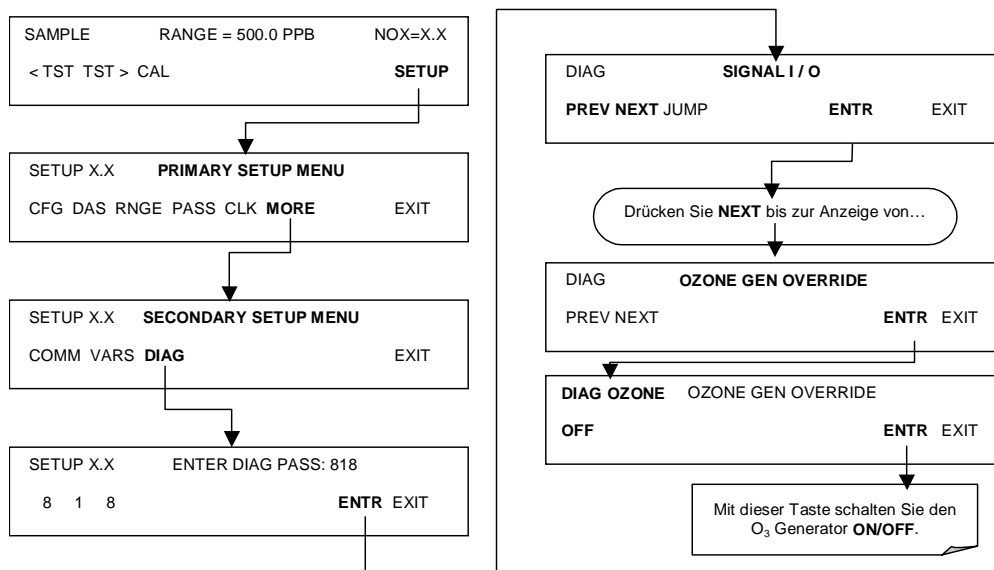 SAMPLE RANGE = 500.0 PPB NOX=X.X
< TST TST > CAL SETUP
SETUP X.X PRIMARY SETUP MENU
CFG DAS RNGE PASS CLK MORE EXIT
SETUP X.X SECONDARY SETUP MENU
COMM VARS DIAG EXIT
SETUP X.X ENTER DIAG PASS: 818
8 1 8 ENTR EXIT
DIAG SIGNAL I / O
PREV NEXT JUMP ENTR EXIT
Drücken Sie NEXT bis zur Anzeige von…
DIAG OZONE GEN OVERRIDE
PREV NEXT ENTR EXIT
DIAG OZONE OZONE GEN OVERRIDE
OFF ENTR EXIT
Mit dieser Taste schalten Sie den
O₃ Generator ON/OFF.